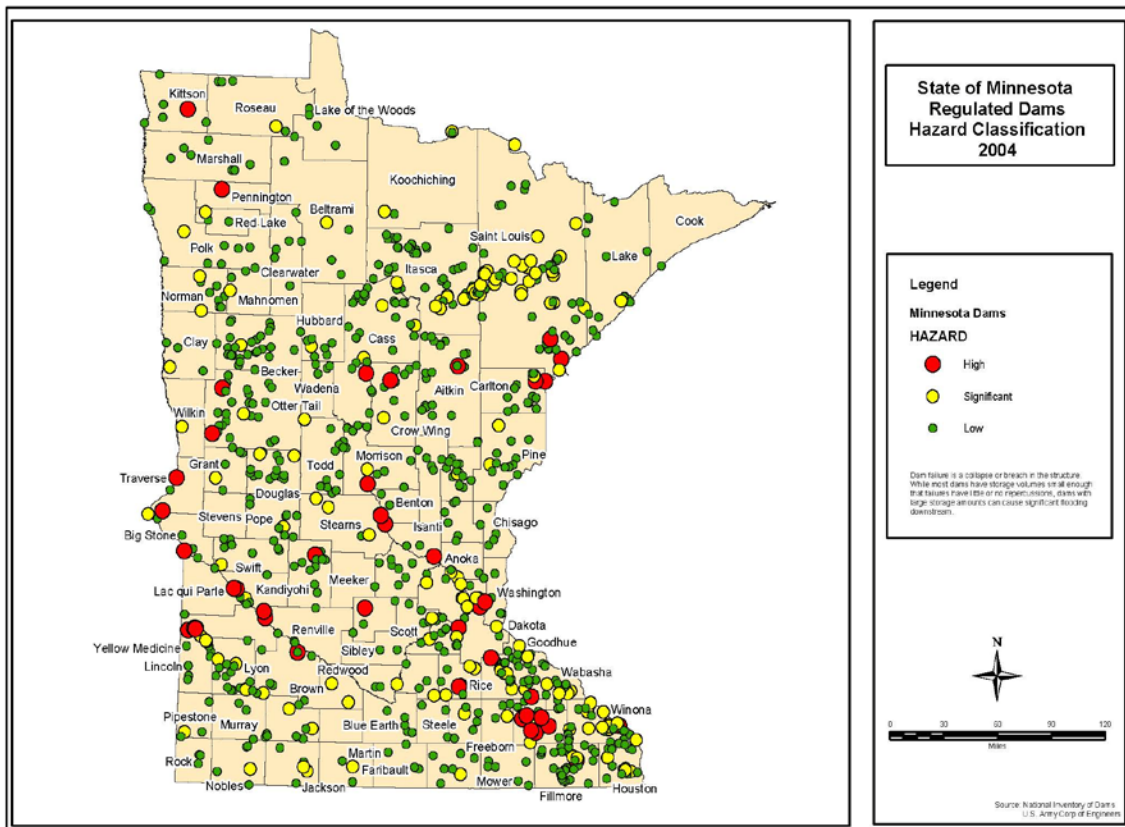 State of Minnesota
Regulated Dams
Hazard Classification
2004
Legend
Minnesota Dams
HAZARD
High
Significant
Low
Dam failure is a collapse or breach in the structure.
While most dams have storage volumes small enough
that failures have little or no repercussions, dams with
large storage amounts can cause significant flooding
downstream.
N
0 30 60 90 120
Miles
Source: National Inventory of Dams
U.S. Army Corp of Engineers
Kittson
Roseau
Lake of the Woods
Marshall
Koochiching
Pennington
Beltrami
Red Lake
Cook
Saint Louis
Polk
Lake
Clearwater
Itasca
Norman
Mahnomen
Hubbard
Clay
Cass
Becker
Wadena
Aitkin
Carlton
Otter Tail
Wilkin
Crow Wing
Grant
Todd
Morrison
Pine
Traverse
Douglas
Benton
Stevens
Pope
Stearns
Isanti
Chisago
Big Stone
Anoka
Swift
Meeker
Lac qui Parle
Kandiyohi
Washington
Renville
Scott
Dakota
Yellow Medicine
Sibley
Goodhue
Lincoln
Lyon
Redwood
Wabasha
Brown
Rice
Pipestone
Murray
Blue Earth
Steele
Winona
Rock
Martin
Freeborn
Faribault
Mower
Nobles
Jackson
Fillmore
Houston